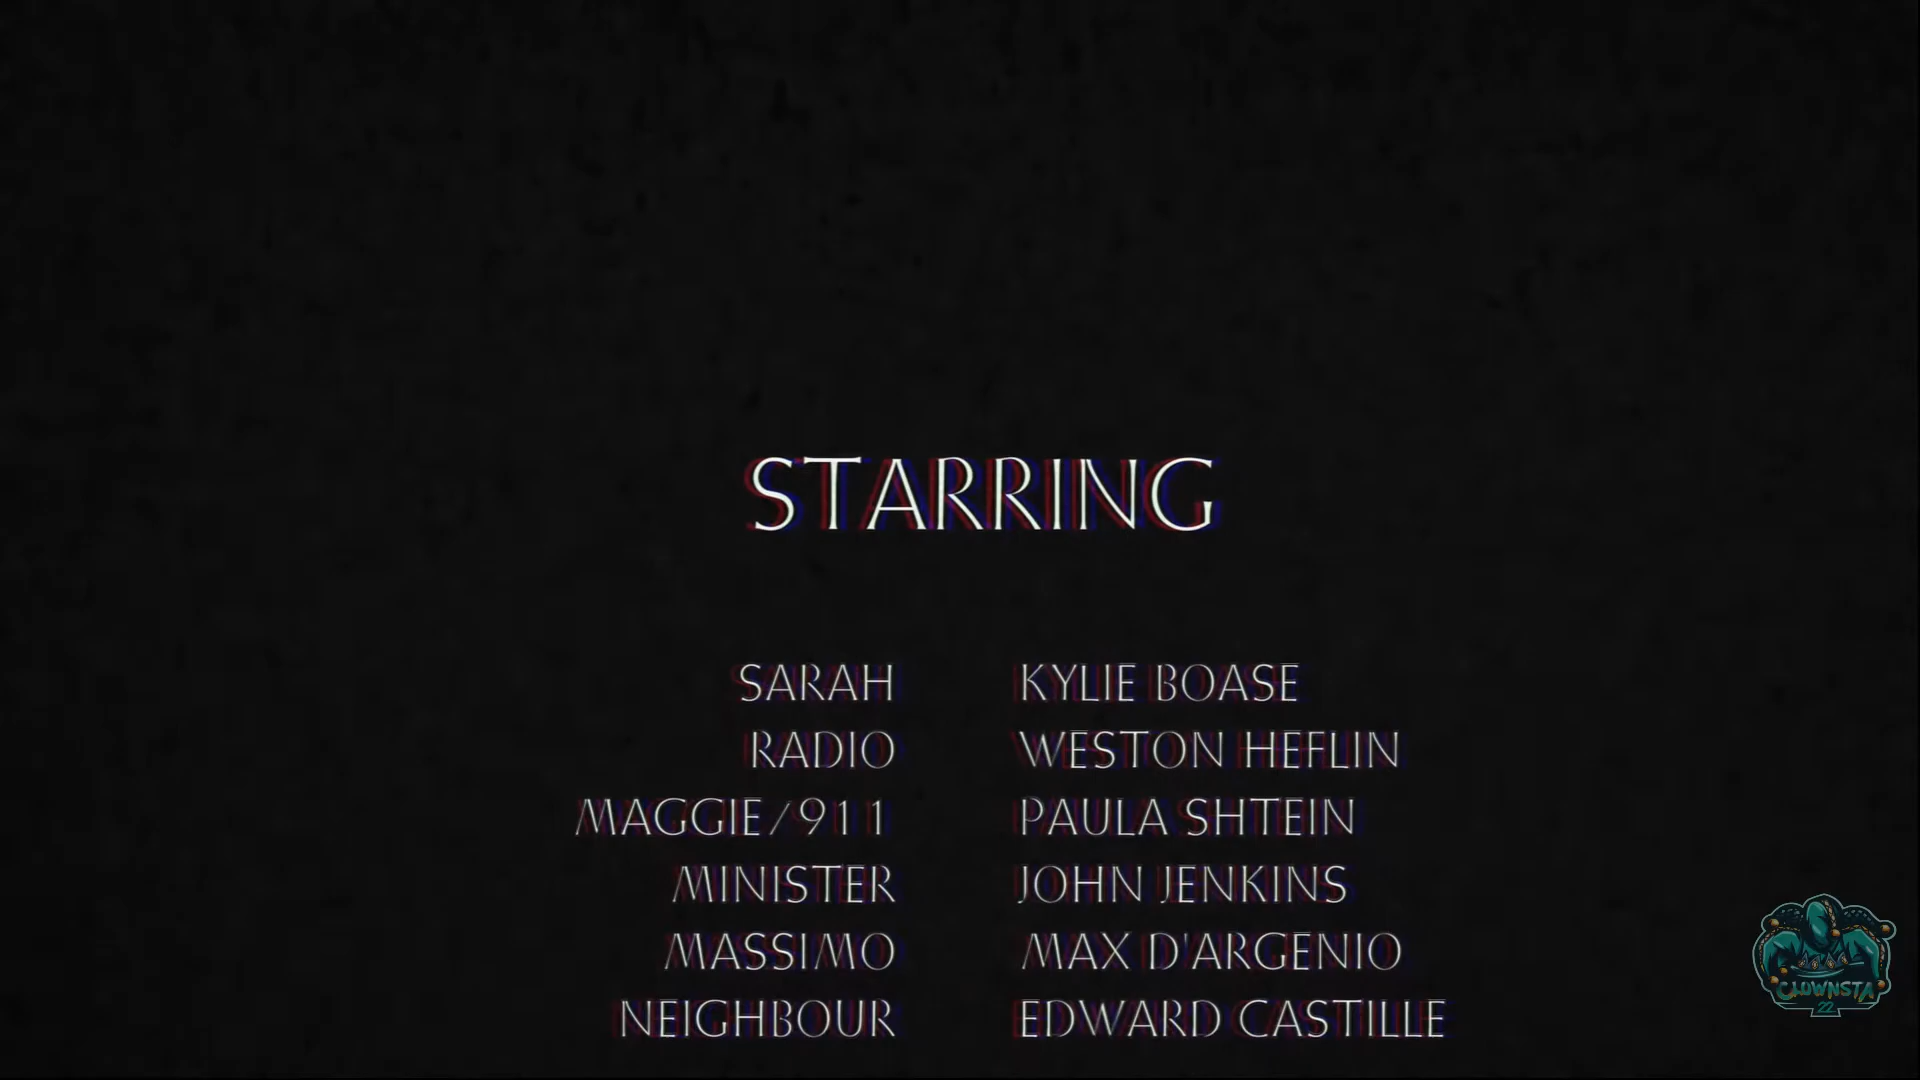 STARRING
SARAH KYLIE BOASE
RADIO WESTON HEFLIN
MAGGIE/911 PAULA SHTEIN
MINISTER JOHN JENKINS
MASSIMO MAX D'ARGENIO
NEIGHBOUR EDWARD CASTILLE
CLOWNSTA
22